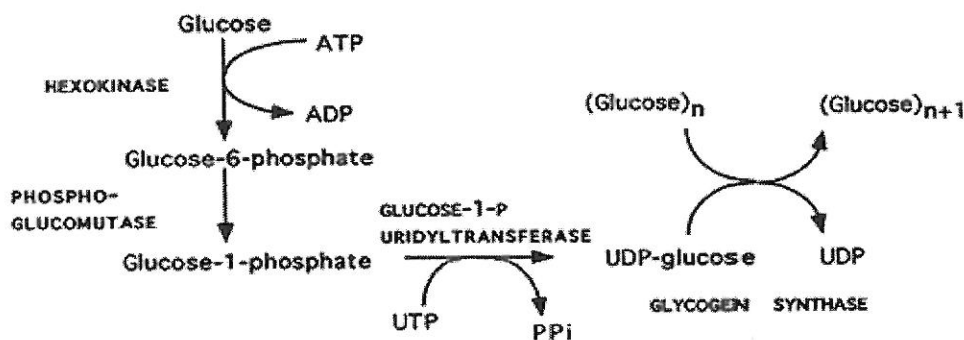 Glucose
ATP
HEXOKINASE
ADP
(Glucose)n
(Glucose)n+1
Glucose-6-phosphate
PHOSPHO-
GLUCOMUTASE
GLUCOSE-1-P
URIDYLTRANSFERASE
Glucose-1-phosphate
UDP-glucose
UDP
UTP
PPi
GLYCOGEN SYNTHASE